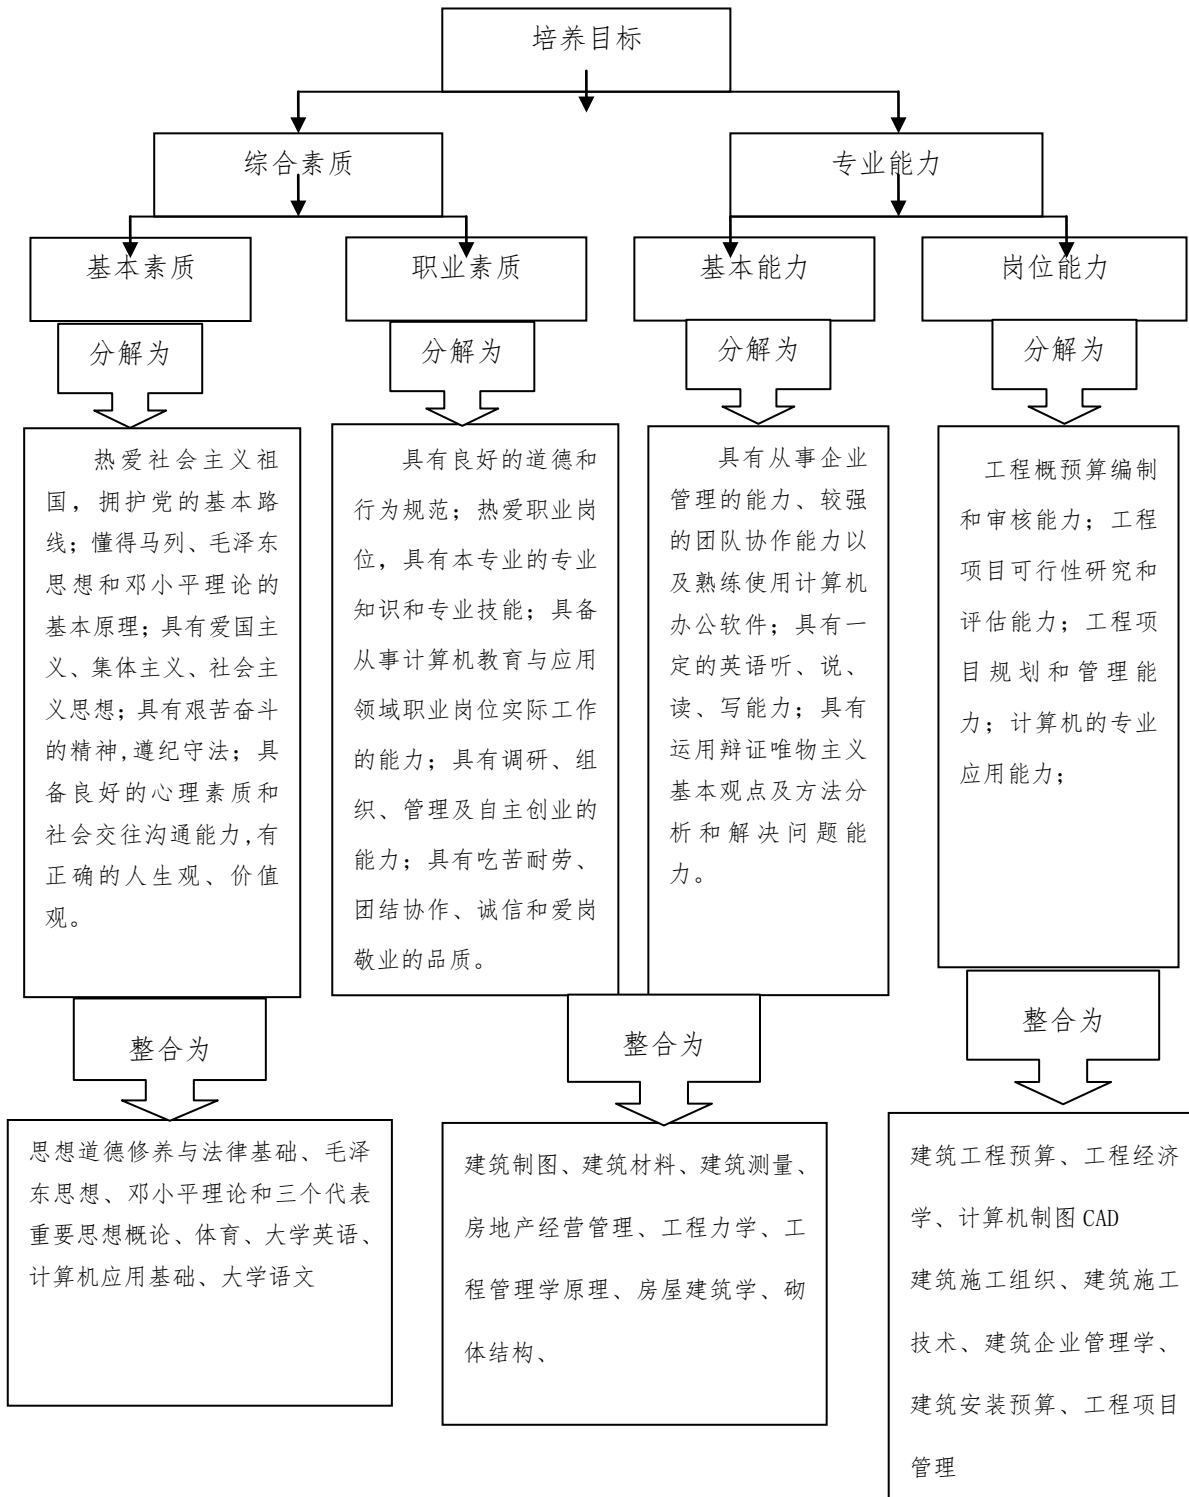 培养目标
综合素质
专业能力
基本素质
职业素质
基本能力
岗位能力
分解为
分解为
分解为
分解为
热爱社会主义祖
国，拥护党的基本路
线；懂得马列、毛泽东
思想和邓小平理论的
基本原理；具有爱国主
义、集体主义、社会主
义思想；具有艰苦奋斗
的精神,遵纪守法；具
备良好的心理素质和
社会交往沟通能力,有
正确的人生观、价值
观。
具有良好的道德和
行为规范；热爱职业岗
位，具有本专业的专业
知识和专业技能；具备
从事计算机教育与应用
领域职业岗位实际工作
的能力；具有调研、组
织、管理及自主创业的
能力；具有吃苦耐劳、
团结协作、诚信和爱岗
敬业的品质。
具有从事企业
管理的能力、较强
的团队协作能力以
及熟练使用计算机
办公软件；具有一
定的英语听、说、
读、写能力；具有
运用辩证唯物主义
基本观点及方法分
析和解决问题能
力。
工程概预算编制
和审核能力；工程
项目可行性研究和
评估能力；工程项
目规划和管理能
力；计算机的专业
应用能力；
整合为
整合为
整合为
思想道德修养与法律基础、毛泽
东思想、邓小平理论和三个代表
重要思想概论、体育、大学英语、
计算机应用基础、大学语文
建筑制图、建筑材料、建筑测量、
房地产经营管理、工程力学、工
程管理学原理、房屋建筑学、砌
体结构、
建筑工程预算、工程经济
学、计算机制图 CAD
建筑施工组织、建筑施工
技术、建筑企业管理学、
建筑安装预算、工程项目
管理